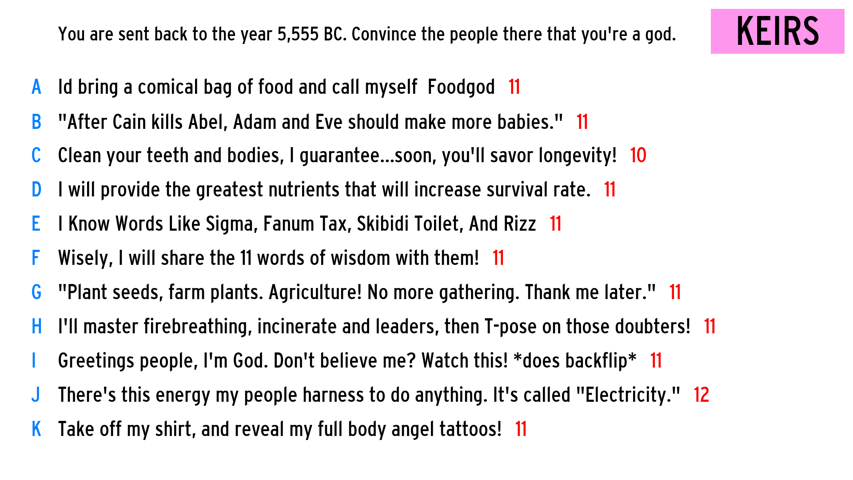 You are sent back to the year 5,555 BC. Convince the people there that you're a god.
KEIRS
A Id bring a comical bag of food and call myself  Foodgod 11
B "After Cain kills Abel, Adam and Eve should make more babies." 11
C Clean your teeth and bodies, I guarantee...soon, you'll savor longevity! 10
D I will provide the greatest nutrients that will increase survival rate. 11
E I Know Words Like Sigma, Fanum Tax, Skibidi Toilet, And Rizz 11
F Wisely, I will share the 11 words of wisdom with them! 11
G "Plant seeds, farm plants. Agriculture! No more gathering. Thank me later." 11
H I'll master firebreathing, incinerate and leaders, then T-pose on those doubters! 11
I Greetings people, I'm God. Don't believe me? Watch this! *does backflip* 11
J There's this energy my people harness to do anything. It's called "Electricity." 12
K Take off my shirt, and reveal my full body angel tattoos! 11